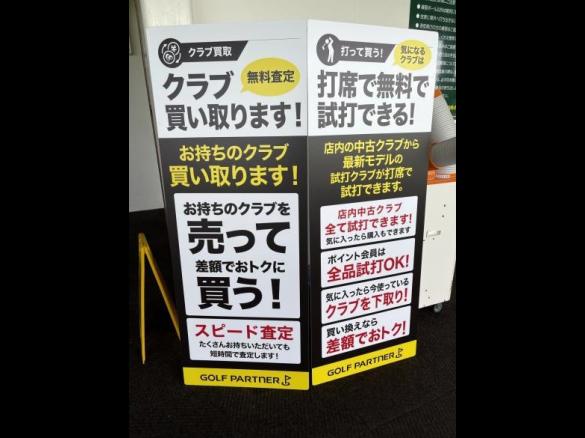 クラブ買取
クラブ
無料査定
買い取ります!
お持ちのクラブ
買い取ります!
お持ちのクラブを
売って
差額でおトクに
買う!
スピード査定
たくさんお持ちいただいても
短時間で査定します!
GOLF PARTNER
打って買う!
気になる
クラブは
打席で無料で
試打できる!
店内の中古クラブから
最新モデルの
試打クラブが打席で
試打できます。
店内中古クラブ
全て試打できます!
気に入ったら購入もできます
ポイント会員は
全品試打OK!
気に入ったら今使っている
クラブを下取り!
買い換えなら
差額でおトク!
GOLF PARTNER